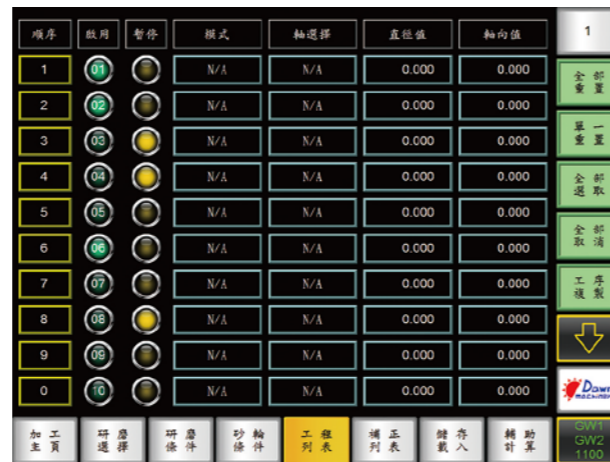 順序 啟用 暫停 模式 軸選擇 直徑值 軸向值 1
1 01 N/A N/A 0.000 0.000
2 02 N/A N/A 0.000 0.000
3 03 N/A N/A 0.000 0.000
4 04 N/A N/A 0.000 0.000
5 05 N/A N/A 0.000 0.000
6 06 N/A N/A 0.000 0.000
7 07 N/A N/A 0.000 0.000
8 08 N/A N/A 0.000 0.000
9 09 N/A N/A 0.000 0.000
0 10 N/A N/A 0.000 0.000
全部
重置
單一
重置
全部
選取
全部
取消
工序
複製
加工
主頁
研磨
選擇
研磨
條件
砂輪
條件
工程
列表
補正
列表
儲存
載入
輔助
計算
GW1
GW2
1100